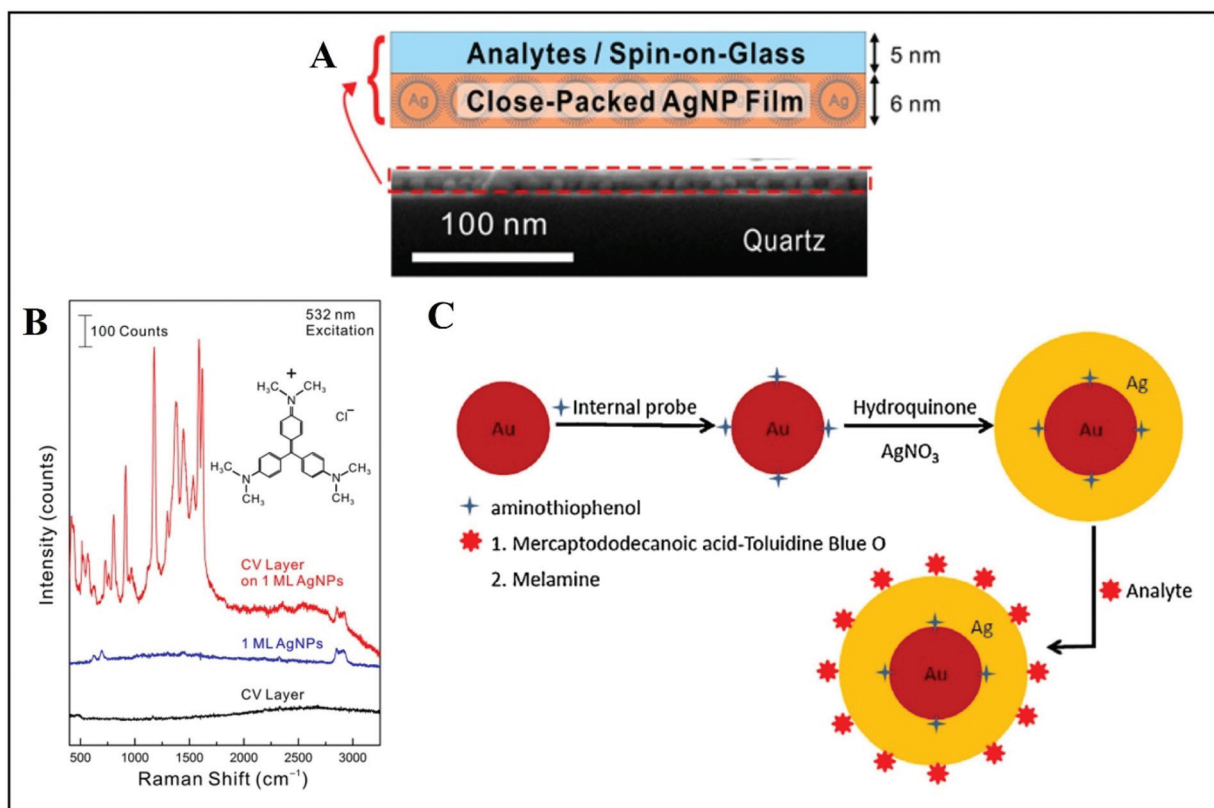 A
Analytes / Spin-on-Glass
5 nm
Ag
Close-Packed AgNP Film
Ag
6 nm
100 nm
Quartz
B
100 Counts
532 nm
Excitation
+
H₃C
N
CH₃
Cl⁻
H₃C
N
CH₃
N
CH₃
CH₃
CV Layer
on 1 ML AgNPs
1 ML AgNPs
CV Layer
Intensity (counts)
500 1000 1500 2000 2500 3000
Raman Shift (cm⁻¹)
C
Au
Internal probe
Au
Hydroquinone
AgNO₃
Ag
Au
aminothiophenol
1. Mercaptododecanoic acid-Toluidine Blue O
2. Melamine
Analyte
Ag
Au